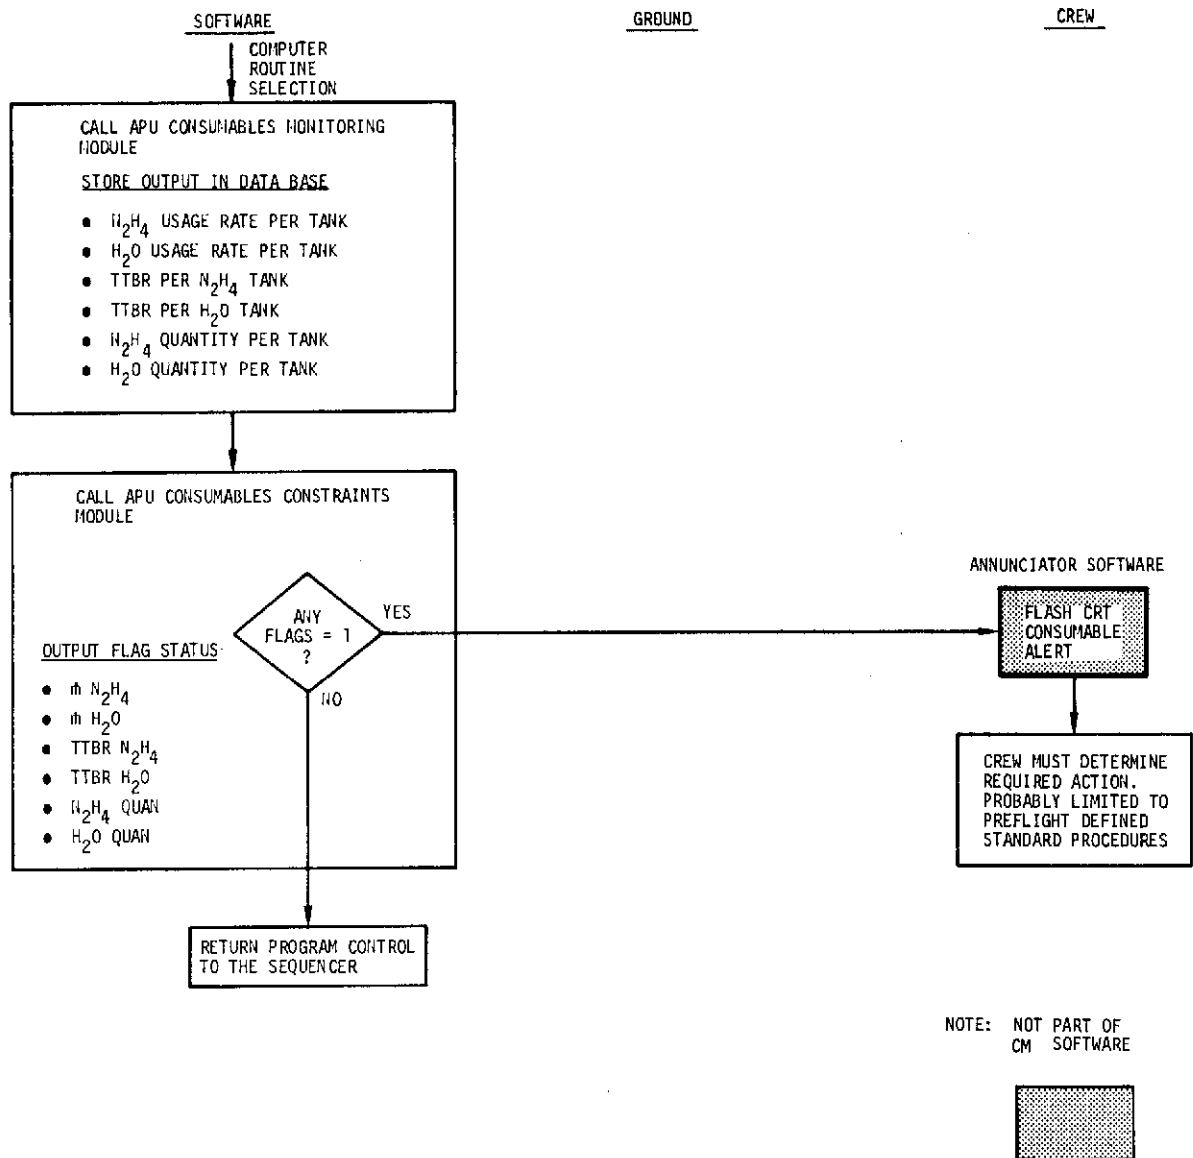 SOFTWARE
GROUND
CREW
COMPUTER
ROUTINE
SELECTION
CALL APU CONSUMABLES MONITORING
MODULE
STORE OUTPUT IN DATA BASE
• N₂H₄ USAGE RATE PER TANK
• H₂O USAGE RATE PER TANK
• TTBR PER N₂H₄ TANK
• TTBR PER H₂O TANK
• N₂H₄ QUANTITY PER TANK
• H₂O QUANTITY PER TANK
CALL APU CONSUMABLES CONSTRAINTS
MODULE
ANY
FLAGS = 1
?
YES
NO
OUTPUT FLAG STATUS
• ṁ N₂H₄
• ṁ H₂O
• TTBR N₂H₄
• TTBR H₂O
• N₂H₄ QUAN
• H₂O QUAN
RETURN PROGRAM CONTROL
TO THE SEQUENCER
ANNUNCIATOR SOFTWARE
FLASH CRT
CONSUMABLE
ALERT
CREW MUST DETERMINE
REQUIRED ACTION.
PROBABLY LIMITED TO
PREFLIGHT DEFINED
STANDARD PROCEDURES
NOTE: NOT PART OF
CM SOFTWARE